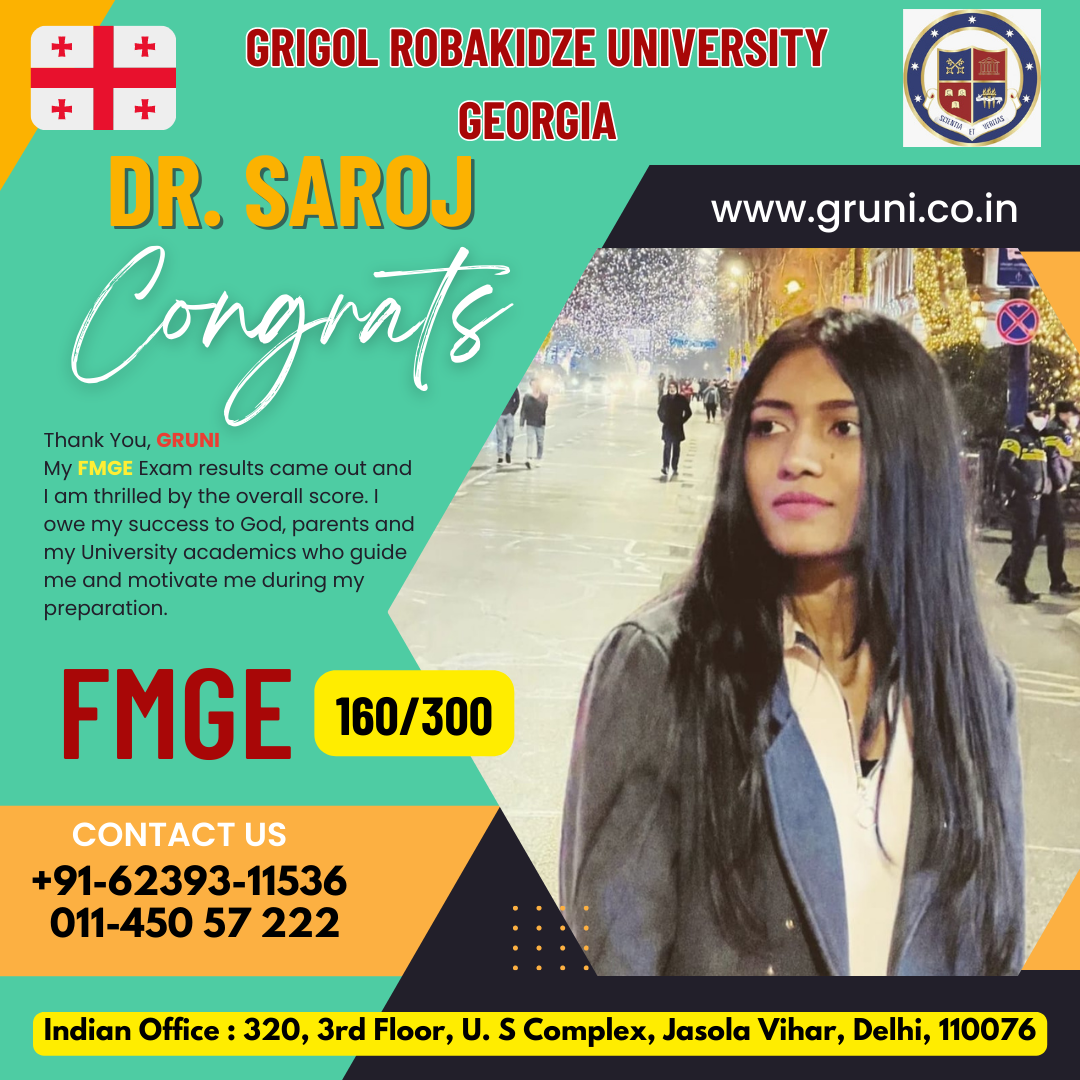 GRIGOL ROBAKIDZE UNIVERSITY
GEORGIA
SCIENTIA ET VERITAS
DR. SAROJ
www.gruni.co.in
Congrats
Thank You, GRUNI
My FMGE Exam results came out and
I am thrilled by the overall score. I
owe my success to God, parents and
my University academics who guide
me and motivate me during my
preparation.
FMGE 160/300
CONTACT US
+91-62393-11536
011-450 57 222
Indian Office : 320, 3rd Floor, U. S Complex, Jasola Vihar, Delhi, 110076